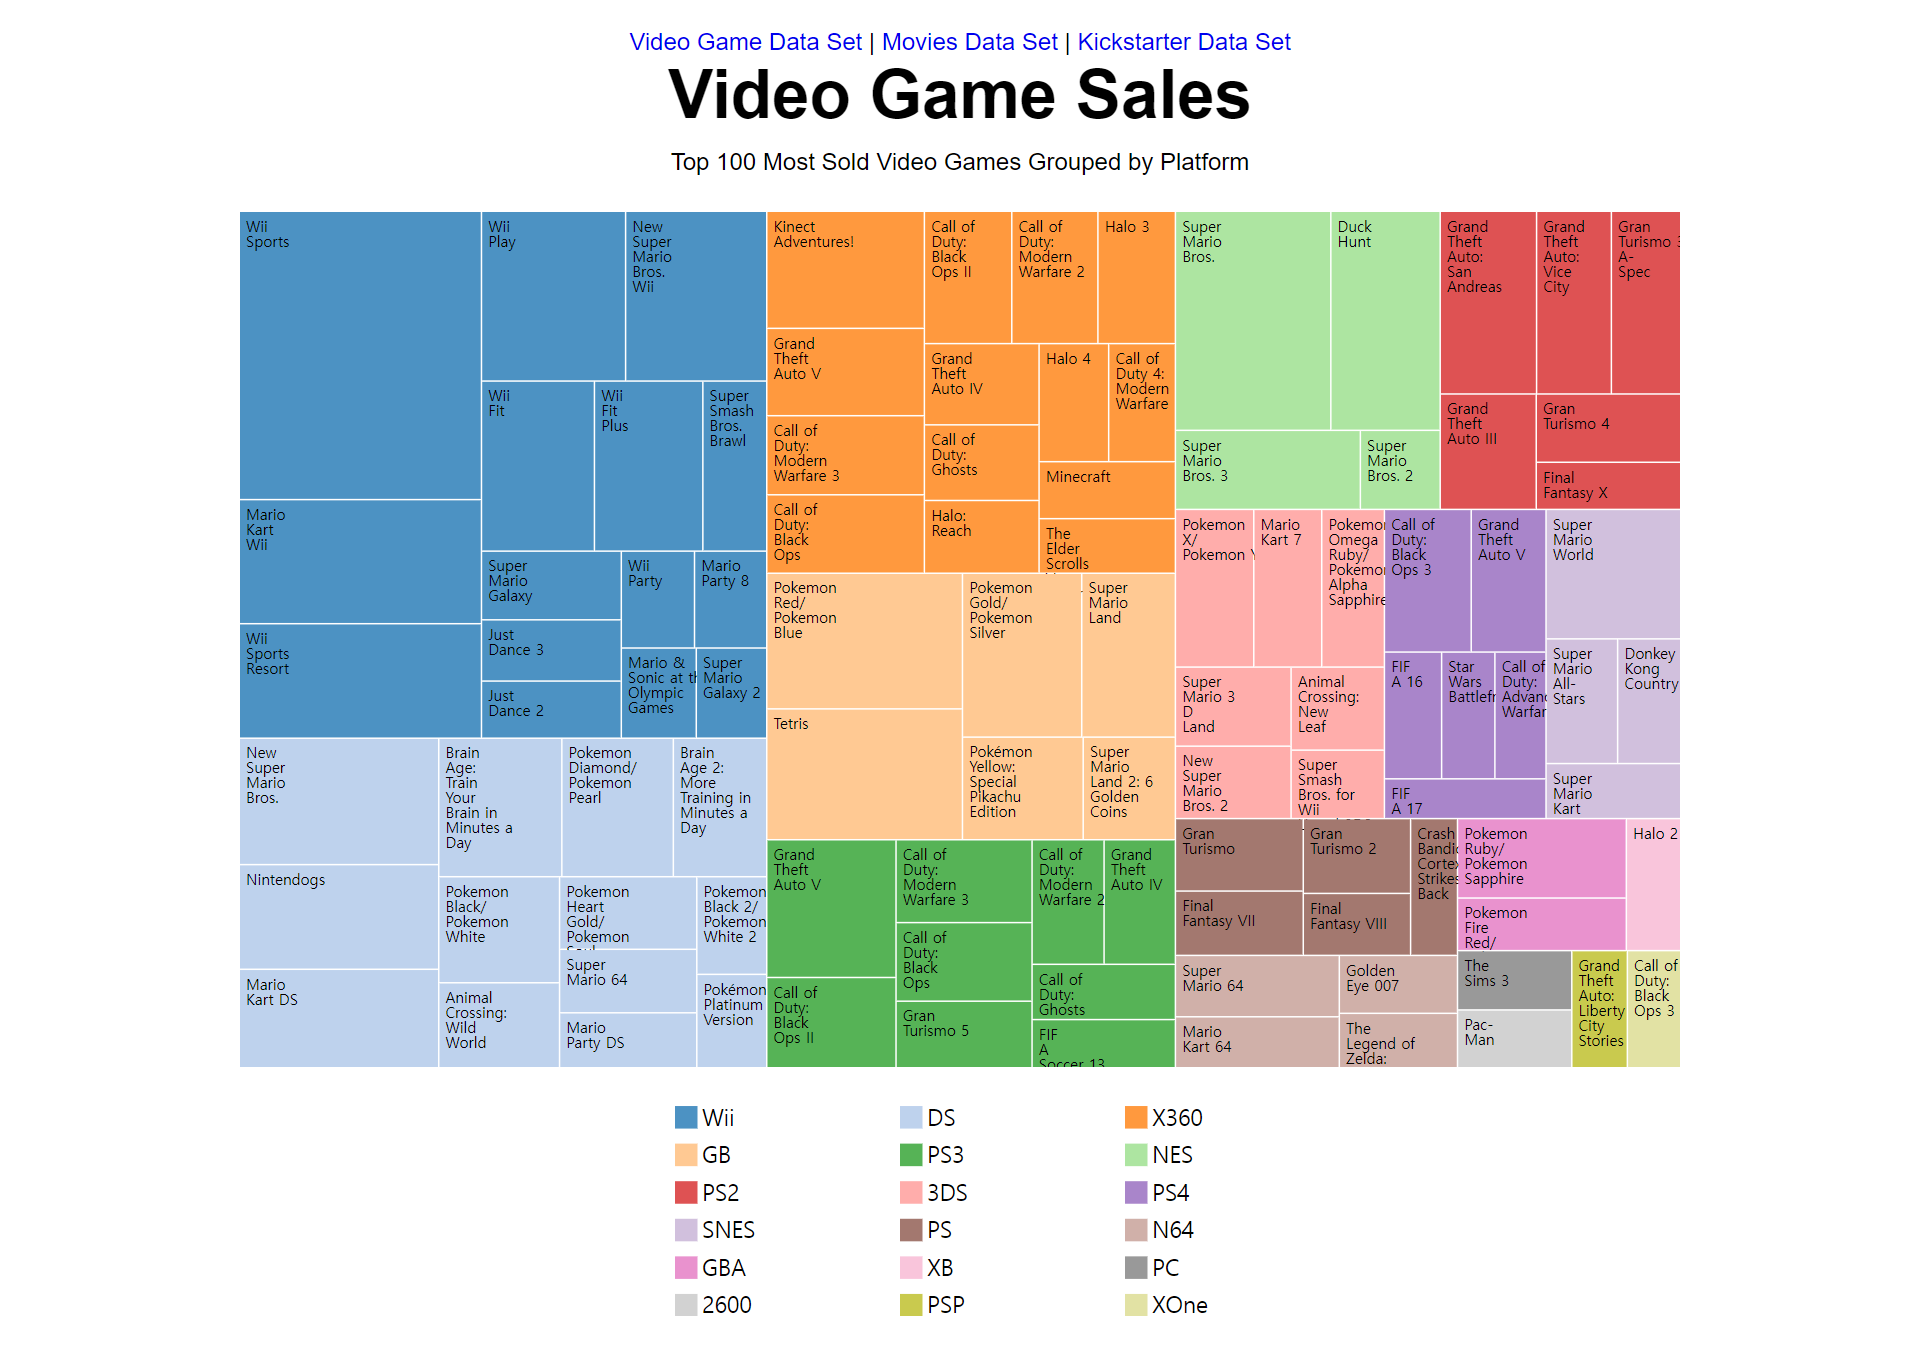 Video Game Data Set | Movies Data Set | Kickstarter Data Set
Video Game Sales
Top 100 Most Sold Video Games Grouped by Platform
Wii
Sports
Mario
Kart
Wii
Wii
Sports
Resort
Wii
Play
New
Super
Mario
Bros.
Wii
Wii
Fit
Wii
Fit
Plus
Super
Smash
Bros.
Brawl
Super
Mario
Galaxy
Just
Dance 3
Just
Dance 2
Wii
Party
Mario
Party 8
Mario &
Sonic at th
Olympic
Games
Super
Mario
Galaxy 2
New
Super
Mario
Bros.
Nintendogs
Mario
Kart DS
Brain
Age:
Train
Your
Brain in
Minutes a
Day
Pokemon
Diamond/
Pokemon
Pearl
Brain
Age 2:
More
Training in
Minutes a
Day
Pokemon
Black/
Pokemon
White
Animal
Crossing:
Wild
World
Pokemon
Heart
Gold/
Pokemon
Super
Mario 64
Mario
Party DS
Pokemon
Black 2/
Pokemon
White 2
Pokémon
Platinum
Version
Kinect
Adventures!
Grand
Theft
Auto V
Call of
Duty:
Modern
Warfare 3
Call of
Duty:
Black
Ops
Call of
Duty:
Black
Ops II
Call of
Duty:
Modern
Warfare 2
Halo 3
Grand
Theft
Auto IV
Call of
Duty:
Ghosts
Halo:
Reach
Halo 4
Call of
Duty 4:
Modern
Warfare
Minecraft
The
Elder
Scrolls
Pokemon
Red/
Pokemon
Blue
Tetris
Pokemon
Gold/
Pokemon
Silver
Super
Mario
Land
Pokémon
Yellow:
Special
Pikachu
Edition
Super
Mario
Land 2: 6
Golden
Coins
Grand
Theft
Auto V
Call of
Duty:
Black
Ops II
Call of
Duty:
Modern
Warfare 3
Call of
Duty:
Black
Ops
Gran
Turismo 5
Call of
Duty:
Modern
Warfare 2
Grand
Theft
Auto IV
Call of
Duty:
Ghosts
FIF
A
Soccer 13
Super
Mario
Bros.
Duck
Hunt
Super
Mario
Bros. 3
Super
Mario
Bros. 2
Grand
Theft
Auto:
San
Andreas
Grand
Theft
Auto:
Vice
City
Gran
Turismo 3
A-
Spec
Grand
Theft
Auto III
Gran
Turismo 4
Final
Fantasy X
Pokemon
X/
Pokemon Y
Mario
Kart 7
Pokemon
Omega
Ruby/
Pokemon
Alpha
Sapphire
Super
Mario 3
D
Land
New
Super
Mario
Bros. 2
Animal
Crossing:
New
Leaf
Super
Smash
Bros. for
Wii
Call of
Duty:
Black
Ops 3
Grand
Theft
Auto V
FIF
A 16
Star
Wars
Battlefr
Call of
Duty:
Advanc
Warfar
FIF
A 17
Super
Mario
World
Super
Mario
All-
Stars
Donkey
Kong
Country
Super
Mario
Kart
Gran
Turismo
Final
Fantasy VII
Gran
Turismo 2
Final
Fantasy VIII
Crash
Bandic
Cortex
Strikes
Back
Super
Mario 64
Mario
Kart 64
Golden
Eye 007
The
Legend of
Zelda:
Pokemon
Ruby/
Pokemon
Sapphire
Pokemon
Fire
Red/
Halo 2
The
Sims 3
Pac-
Man
Grand
Theft
Auto:
Liberty
City
Stories
Call of
Duty:
Black
Ops 3
Wii
DS
X360
GB
PS3
NES
PS2
3DS
PS4
SNES
PS
N64
GBA
XB
PC
2600
PSP
XOne